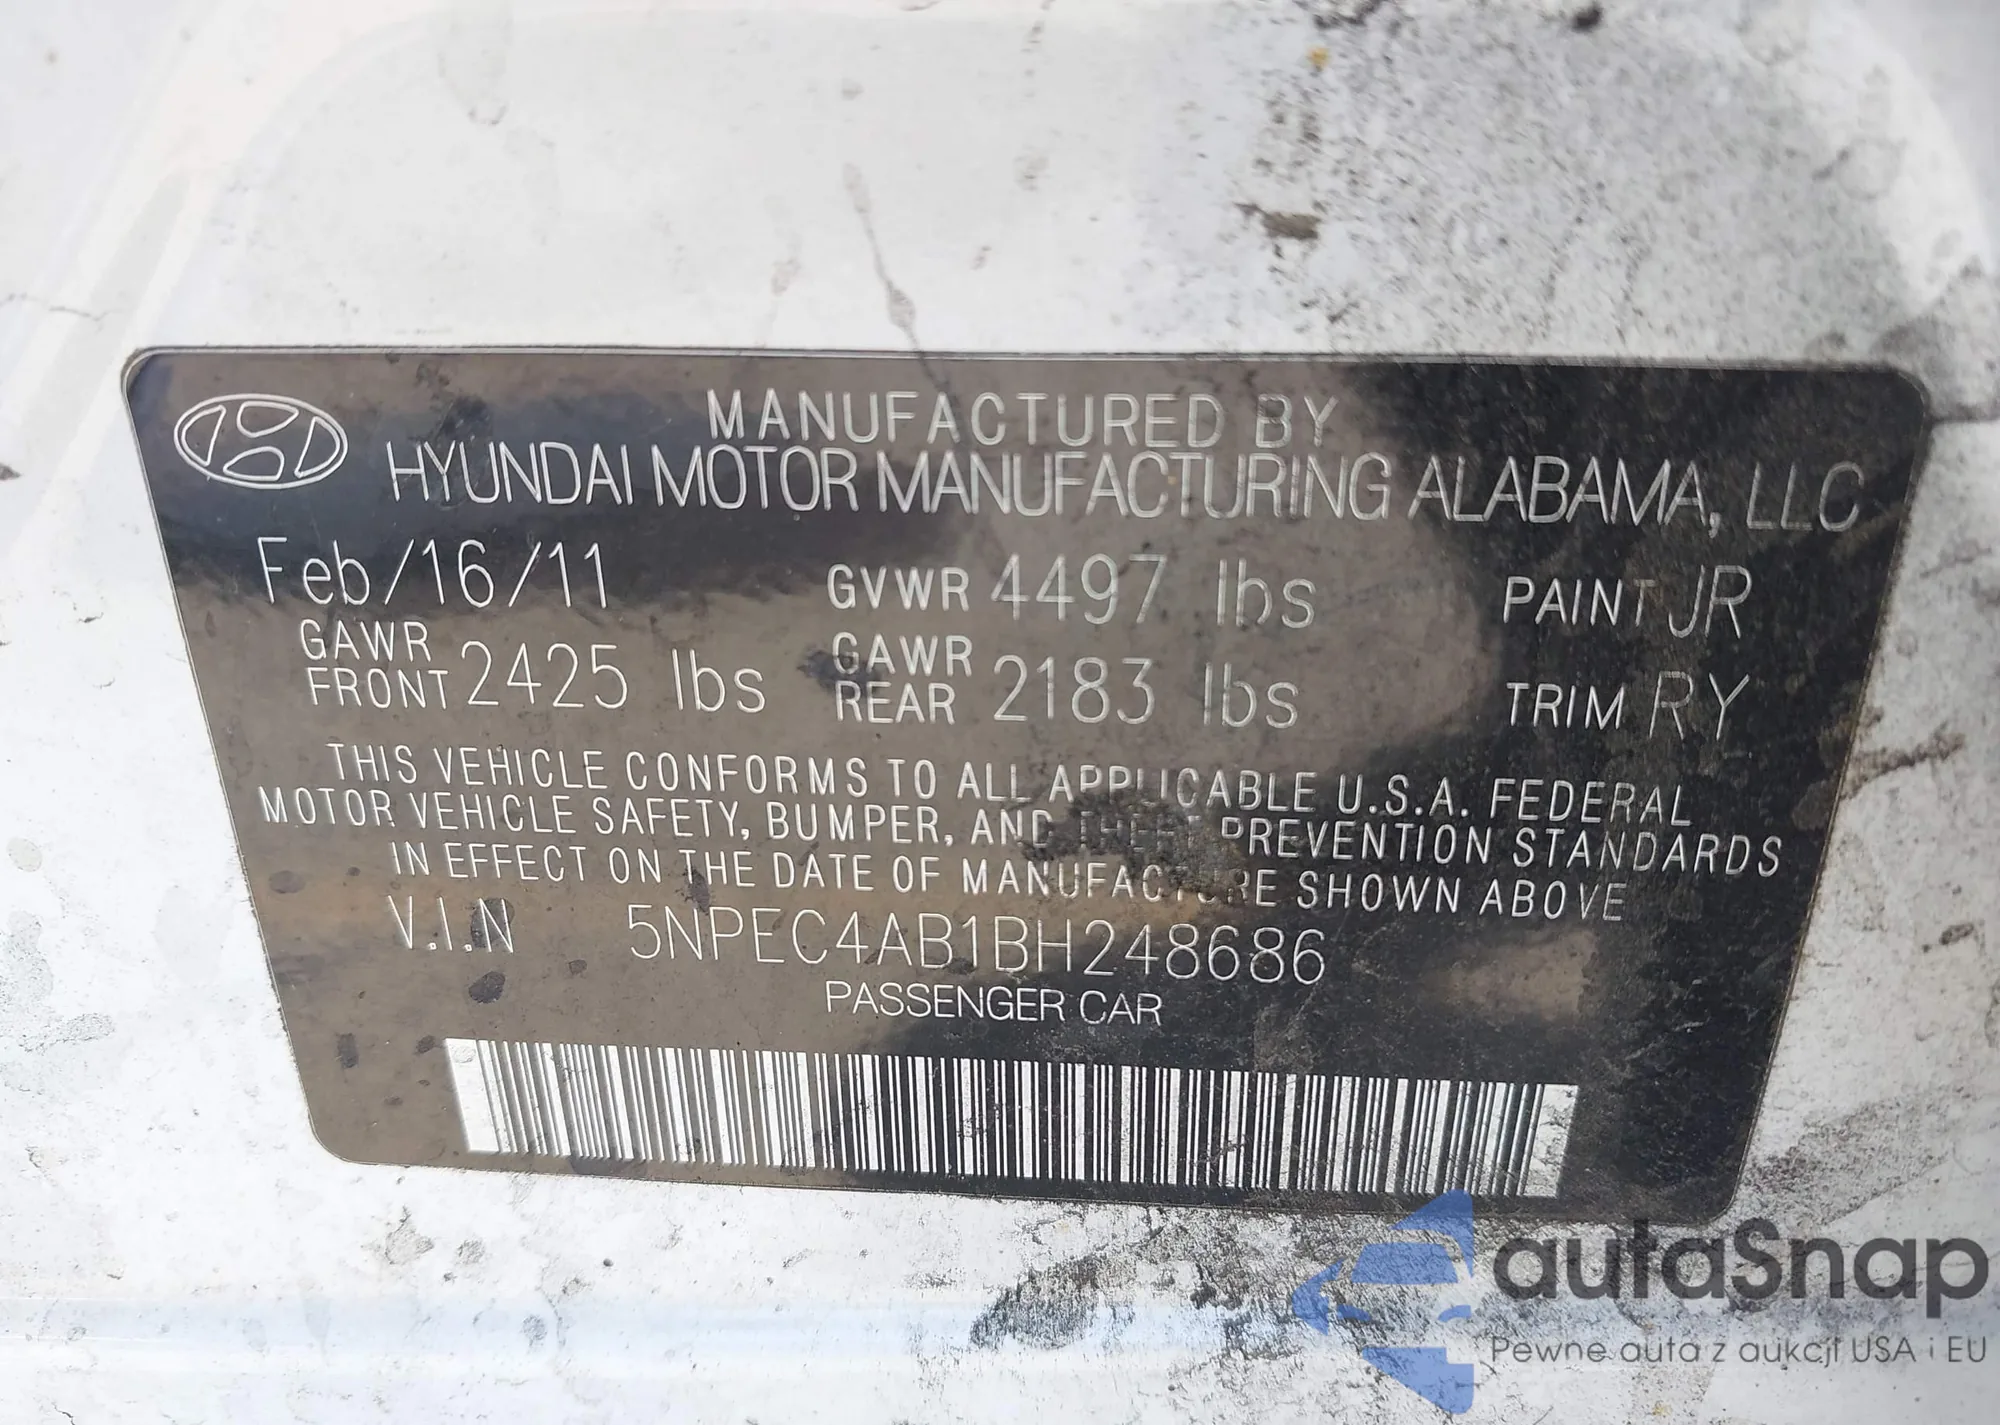 MANUFACTURED BY
HYUNDAI MOTOR MANUFACTURING ALABAMA, LLC
Feb/16/11 GVWR 4497 lbs PAINT JR
GAWR FRONT 2425 lbs GAWR REAR 2183 lbs TRIM RY
THIS VEHICLE CONFORMS TO ALL APPLICABLE U.S.A. FEDERAL
MOTOR VEHICLE SAFETY, BUMPER, AND THEFT PREVENTION STANDARDS
IN EFFECT ON THE DATE OF MANUFACTURE SHOWN ABOVE
V.I.N 5NPEC4AB1BH248686
PASSENGER CAR
autaSnap
Pewne auta z aukcji USA i EU